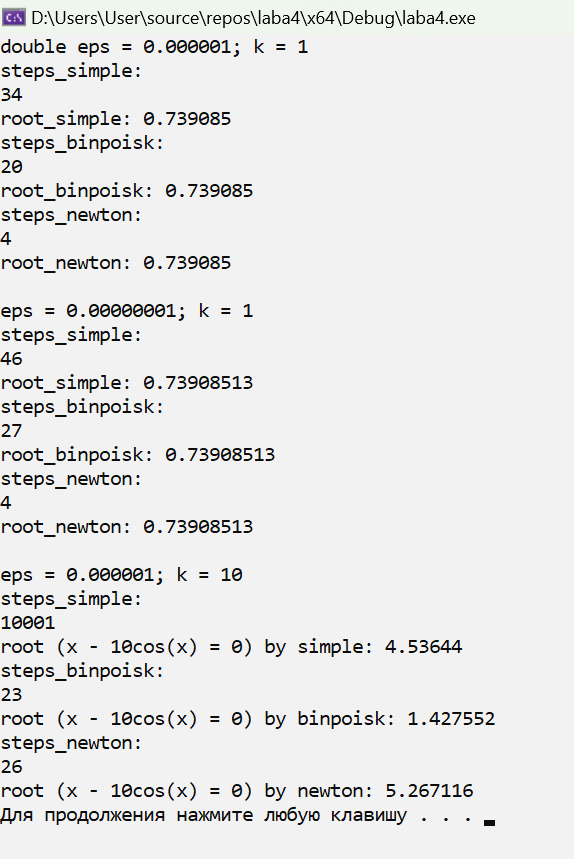 D:\Users\User\source\repos\laba4\x64\Debug\laba4.exe
double eps = 0.000001; k = 1
steps_simple:
34
root_simple: 0.739085
steps_binpoisk:
20
root_binpoisk: 0.739085
steps_newton:
4
root_newton: 0.739085
eps = 0.00000001; k = 1
steps_simple:
46
root_simple: 0.73908513
steps_binpoisk:
27
root_binpoisk: 0.73908513
steps_newton:
4
root_newton: 0.73908513
eps = 0.000001; k = 10
steps_simple:
10001
root (x - 10cos(x) = 0) by simple: 4.53644
steps_binpoisk:
23
root (x - 10cos(x) = 0) by binpoisk: 1.427552
steps_newton:
26
root (x - 10cos(x) = 0) by newton: 5.267116
Для продолжения нажмите любую клавишу . . .